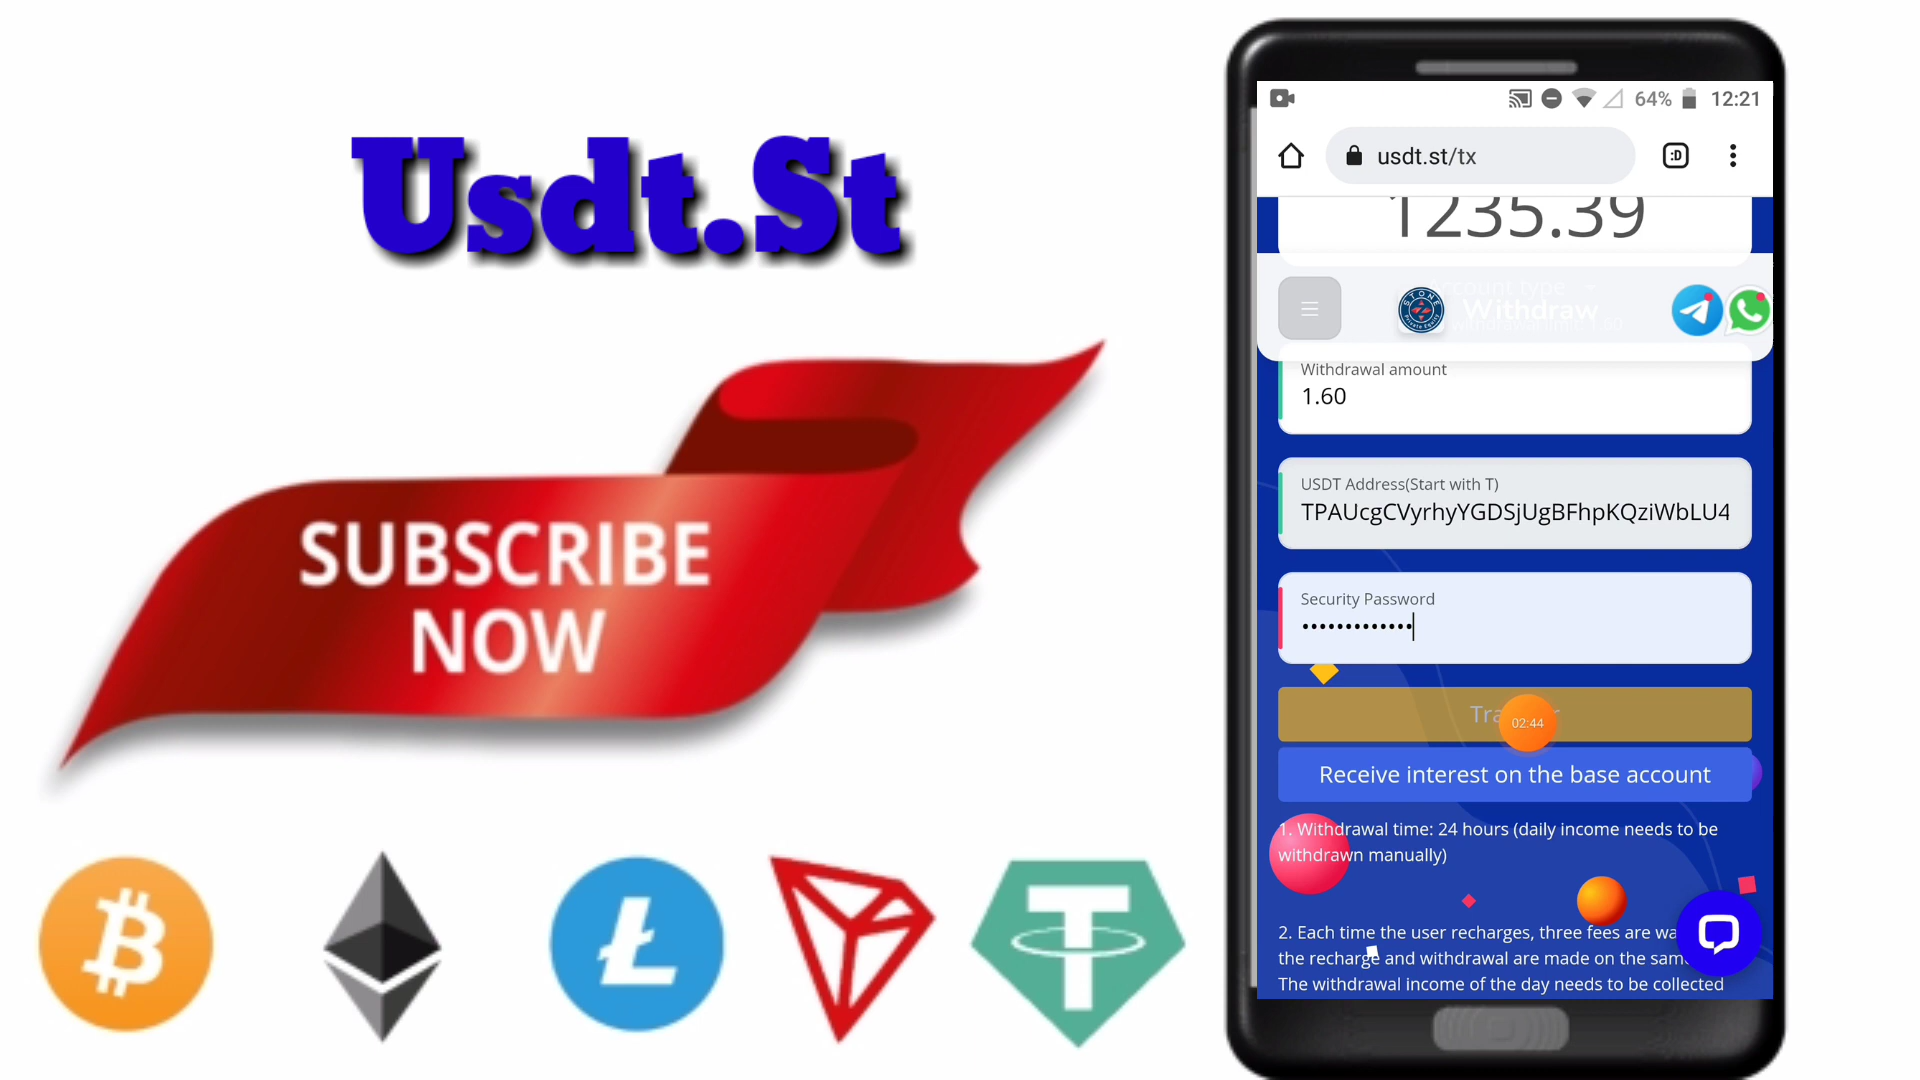 Usdt.St
SUBSCRIBE
NOW
64% 12:21
:D
usdt.st/tx
1235.39
Withdraw
STONE
Withdrawal amount
1.60
USDT Address(Start with T)
TPAUcgCVyrhyYGDSjUgBFhpKQziWbLU4
Security Password
•••••••••••••
02:44
Receive interest on the base account
1. Withdrawal time: 24 hours (daily income needs to be
withdrawn manually)
2. Each time the user recharges, three fees are
the recharge and withdrawal are made on the
The withdrawal income of the day needs to be collected